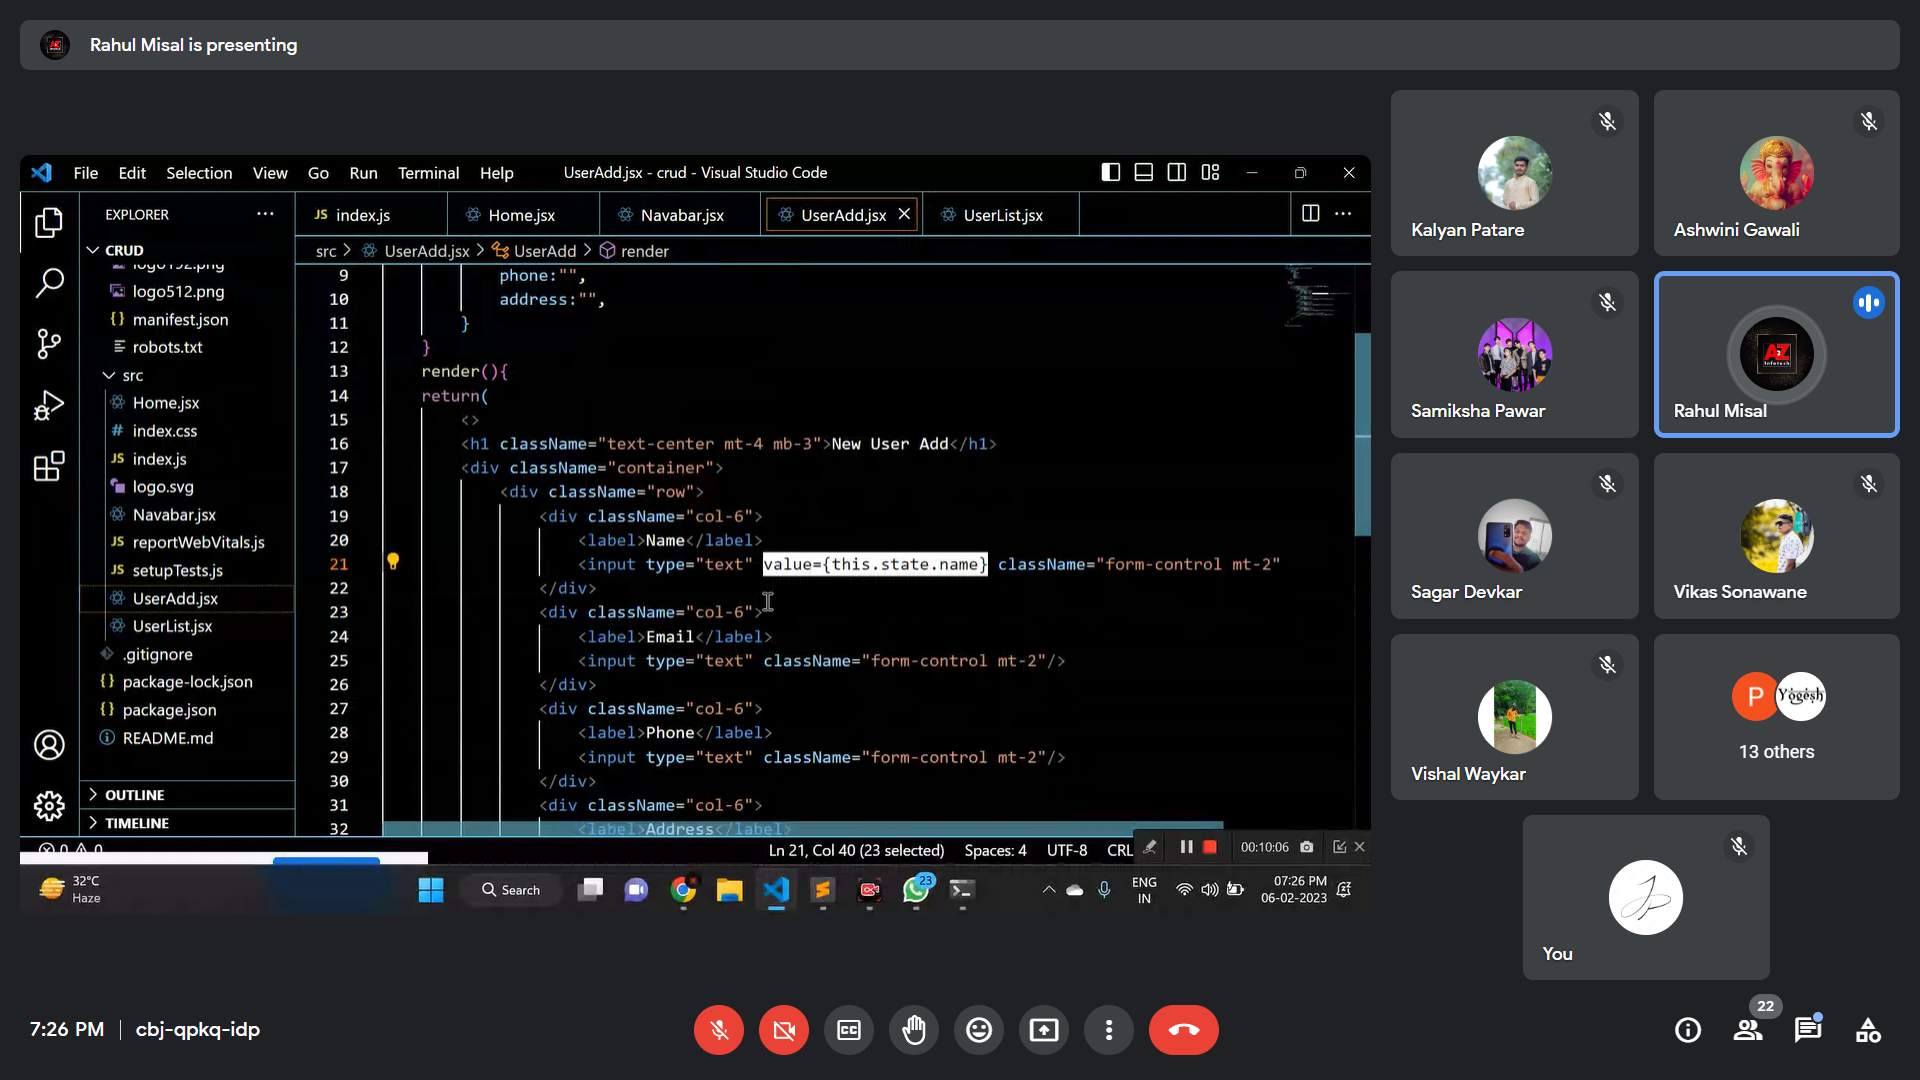 Rahul Misal is presenting
File Edit Selection View Go Run Terminal Help
UserAdd.jsx - crud - Visual Studio Code
EXPLORER
JS index.js
Home.jsx
Navabar.jsx
UserAdd.jsx
UserList.jsx
src > UserAdd.jsx > UserAdd > render
CRUD
logo192.png
logo512.png
{} manifest.json
robots.txt
src
Home.jsx
# index.css
JS index.js
logo.svg
Navabar.jsx
JS reportWebVitals.js
JS setupTests.js
UserAdd.jsx
UserList.jsx
.gitignore
{} package-lock.json
{} package.json
README.md
OUTLINE
TIMELINE
9 phone:"",
10 address:"",
11 }
12 }
13 render(){
14 return(
15 <>
16 <h1 className="text-center mt-4 mb-3">New User Add</h1>
17 <div className="container">
18 <div className="row">
19 <div className="col-6">
20 <label>Name</label>
21 <input type="text" value={this.state.name} className="form-control mt-2"
22 </div>
23 <div className="col-6">
24 <label>Email</label>
25 <input type="text" className="form-control mt-2"/>
26 </div>
27 <div className="col-6">
28 <label>Phone</label>
29 <input type="text" className="form-control mt-2"/>
30 </div>
31 <div className="col-6">
32 <label>Address</label>
0 0
Ln 21, Col 40 (23 selected) Spaces: 4 UTF-8 CRL
00:10:06
32°C
Haze
Search
23
ENG
IN
07:26 PM
06-02-2023
Kalyan Patare
Ashwini Gawali
Samiksha Pawar
AZ
Infotech
Rahul Misal
Sagar Devkar
Vikas Sonawane
Vishal Waykar
P
Yogesh
13 others
You
7:26 PM | cbj-qpkq-idp
CC
22